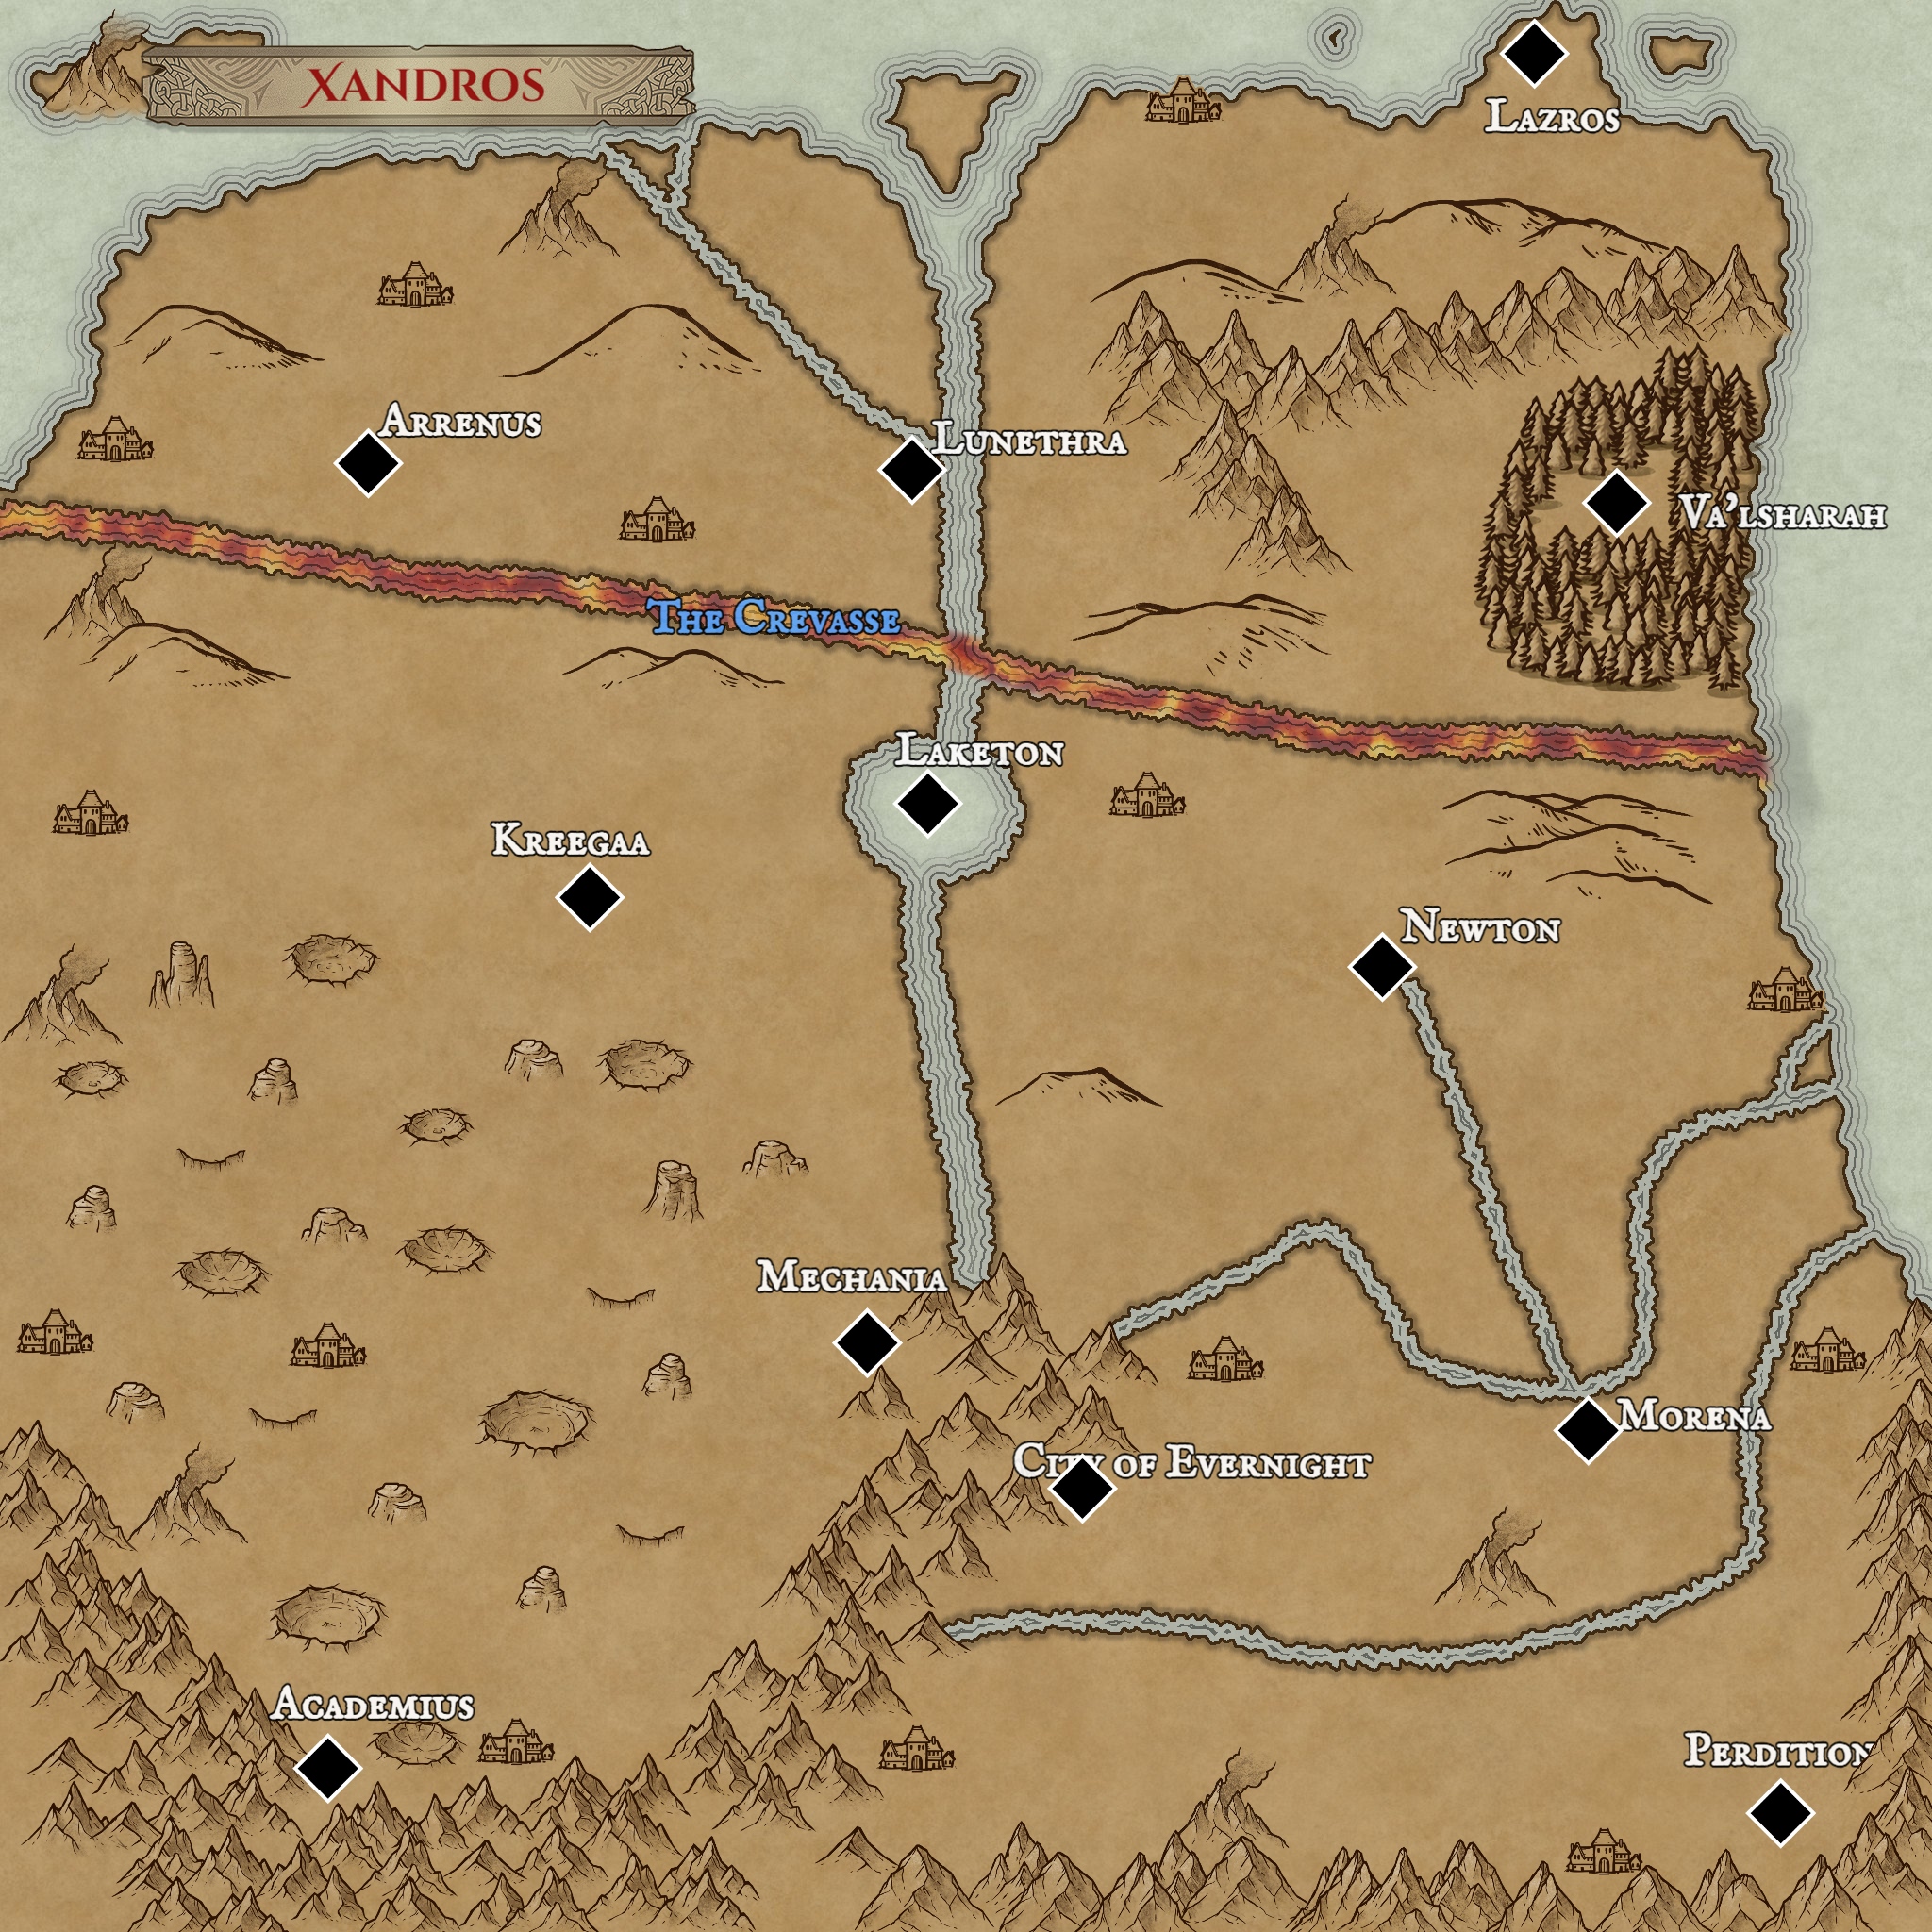 Xandros
Lazros
Arrenus
Lunethra
Va'lsharah
The Crevasse
Laketon
Kreegaa
Newton
Mechania
Morena
City of Evernight
Academius
Perdition